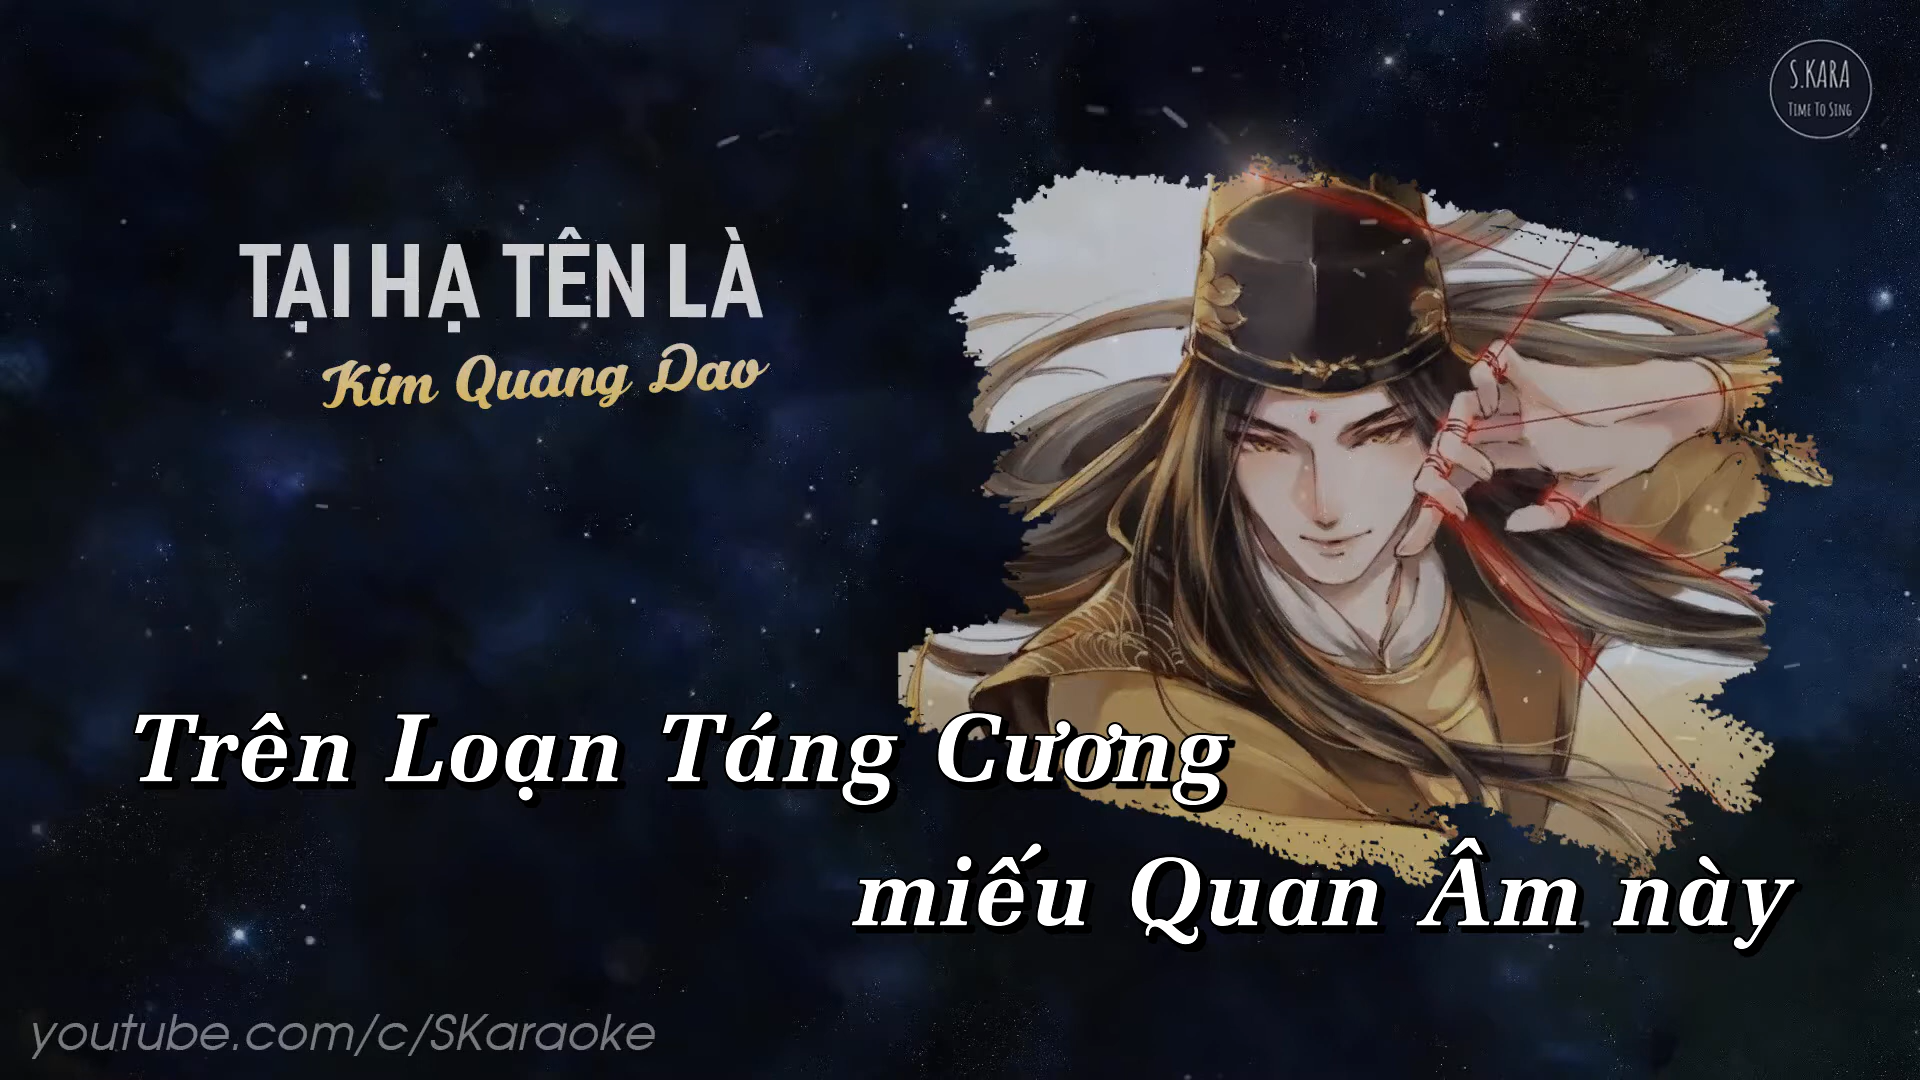 S.KARA
TIME TO SING
TẠI HẠ TÊN LÀ
Kim Quang Dao
Trên Loạn Táng Cương
miếu Quan Âm này
youtube.com/c/SKaraoke